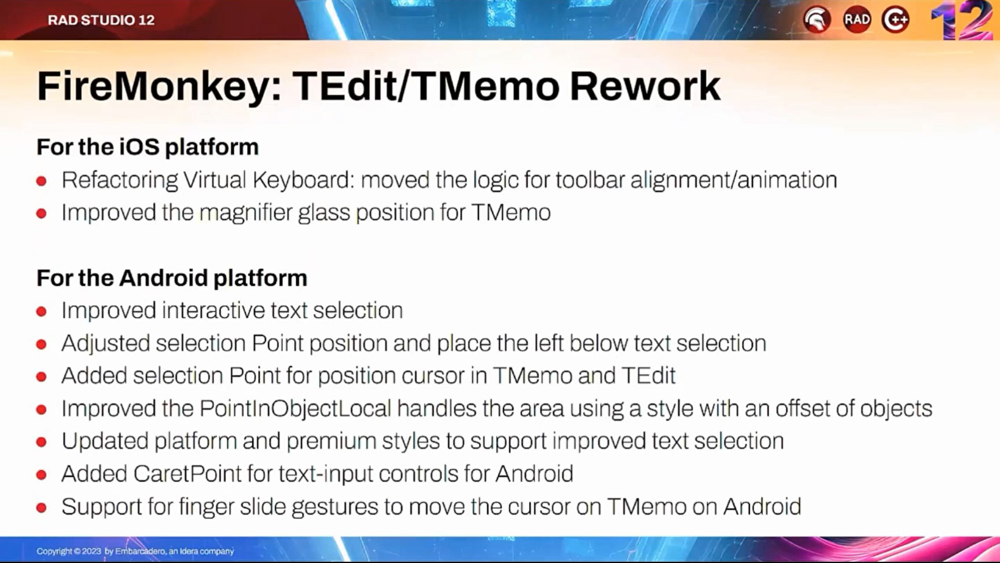 RAD STUDIO 12
RAD
C++
12
FireMonkey: TEdit/TMemo Rework
For the iOS platform
Refactoring Virtual Keyboard: moved the logic for toolbar alignment/animation
Improved the magnifier glass position for TMemo
For the Android platform
Improved interactive text selection
Adjusted selection Point position and place the left below text selection
Added selection Point for position cursor in TMemo and TEdit
Improved the PointInObjectLocal handles the area using a style with an offset of objects
Updated platform and premium styles to support improved text selection
Added CaretPoint for text-input controls for Android
Support for finger slide gestures to move the cursor on TMemo on Android
Copyright © 2023 by Embarcadero, an Idera company